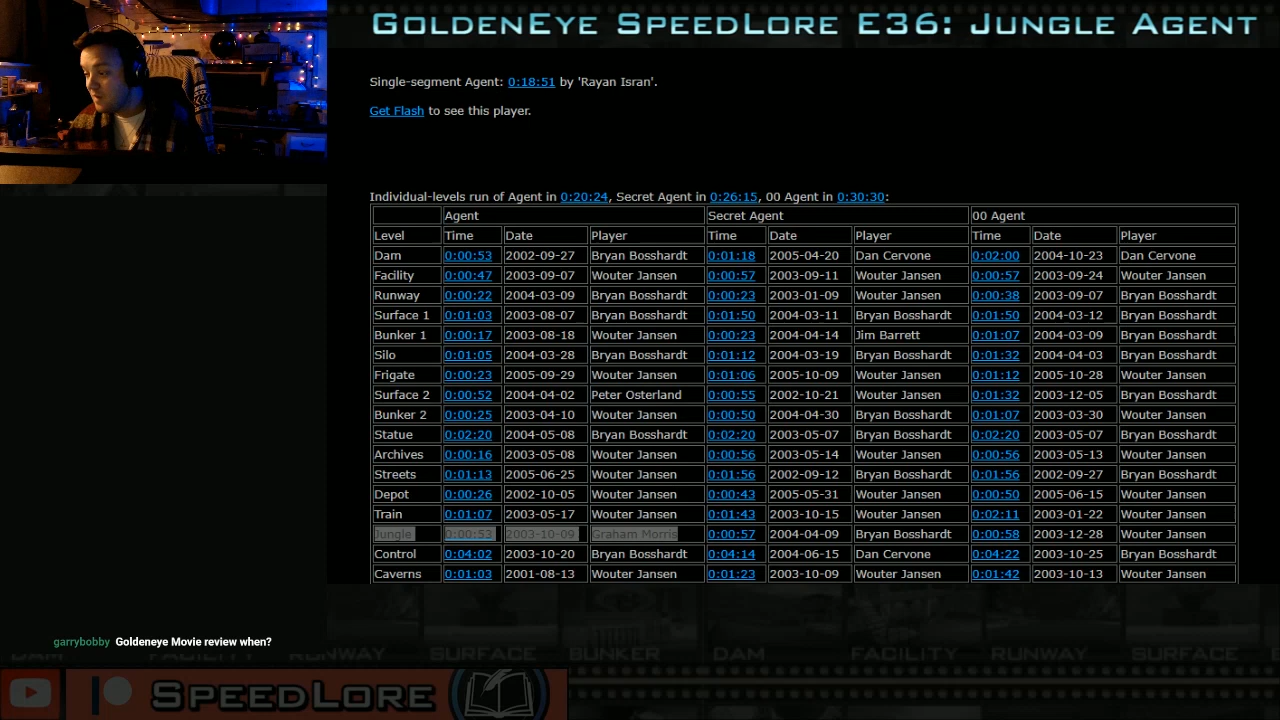 GoldenEye SpeedLore E36: Jungle Agent
Single-segment Agent: 0:18:51 by 'Rayan Isran'.
Get Flash to see this player.
Individual-levels run of Agent in 0:20:24, Secret Agent in 0:26:15, 00 Agent in 0:30:30:
Agent Secret Agent 00 Agent
Level Time Date Player Time Date Player Time Date Player
Dam 0:00:53 2002-09-27 Bryan Bosshardt 0:01:18 2005-04-20 Dan Cervone 0:02:00 2004-10-23 Dan Cervone
Facility 0:00:47 2003-09-07 Wouter Jansen 0:00:57 2003-09-11 Wouter Jansen 0:00:57 2003-09-24 Wouter Jansen
Runway 0:00:22 2004-03-09 Bryan Bosshardt 0:00:23 2003-01-09 Wouter Jansen 0:00:38 2003-09-07 Bryan Bosshardt
Surface 1 0:01:03 2003-08-07 Bryan Bosshardt 0:01:50 2004-03-11 Bryan Bosshardt 0:01:50 2004-03-12 Bryan Bosshardt
Bunker 1 0:00:17 2003-08-18 Wouter Jansen 0:00:23 2004-04-14 Jim Barrett 0:01:07 2004-03-09 Bryan Bosshardt
Silo 0:01:05 2004-03-28 Bryan Bosshardt 0:01:12 2004-03-19 Bryan Bosshardt 0:01:32 2004-04-03 Bryan Bosshardt
Frigate 0:00:23 2005-09-29 Wouter Jansen 0:01:06 2005-10-09 Wouter Jansen 0:01:12 2005-10-28 Wouter Jansen
Surface 2 0:00:52 2004-04-02 Peter Osterland 0:00:55 2002-10-21 Wouter Jansen 0:01:32 2003-12-05 Bryan Bosshardt
Bunker 2 0:00:25 2003-04-10 Wouter Jansen 0:00:50 2004-04-30 Bryan Bosshardt 0:01:07 2003-03-30 Wouter Jansen
Statue 0:02:20 2004-05-08 Bryan Bosshardt 0:02:20 2003-05-07 Bryan Bosshardt 0:02:20 2003-05-07 Bryan Bosshardt
Archives 0:00:16 2003-05-08 Wouter Jansen 0:00:56 2003-05-14 Wouter Jansen 0:00:56 2003-05-13 Wouter Jansen
Streets 0:01:13 2005-06-25 Wouter Jansen 0:01:56 2002-09-12 Bryan Bosshardt 0:01:56 2002-09-27 Bryan Bosshardt
Depot 0:00:26 2002-10-05 Wouter Jansen 0:00:43 2005-05-31 Wouter Jansen 0:00:50 2005-06-15 Wouter Jansen
Train 0:01:07 2003-05-17 Wouter Jansen 0:01:43 2003-10-15 Wouter Jansen 0:02:11 2003-01-22 Wouter Jansen
Jungle 0:00:53 2003-10-09 Graham Morris 0:00:57 2004-04-09 Bryan Bosshardt 0:00:58 2003-12-28 Wouter Jansen
Control 0:04:02 2003-10-20 Bryan Bosshardt 0:04:14 2004-06-15 Dan Cervone 0:04:22 2003-10-25 Bryan Bosshardt
Caverns 0:01:03 2001-08-13 Wouter Jansen 0:01:23 2003-10-09 Wouter Jansen 0:01:42 2003-10-13 Wouter Jansen
garrybobby Goldeneye Movie review when?
DAM FACILITY RUNWAY SURFACE BUNKER DAM FACILITY RUNWAY SURFACE
SpeedLore